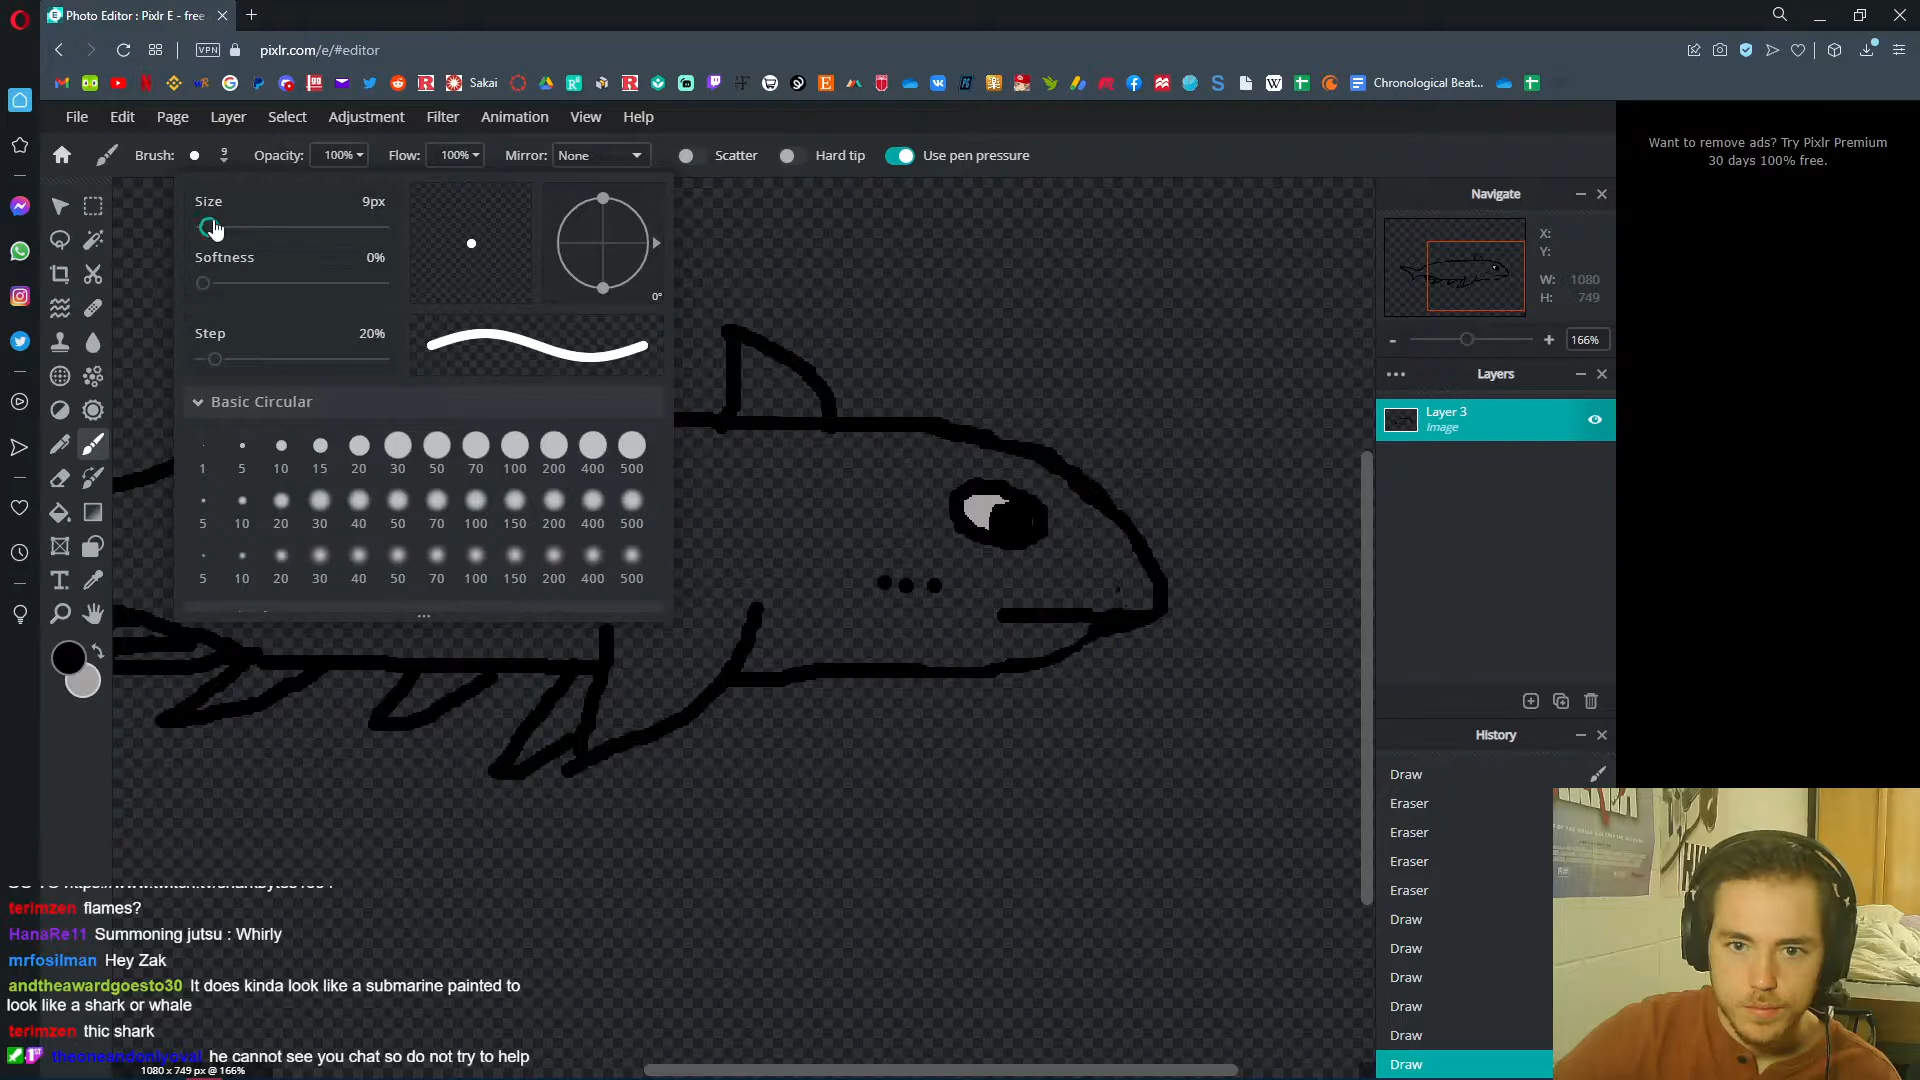 Photo Editor : Pixlr E - free
VPN
pixlr.com/e/#editor
Sakai
Chronological Beat...
File Edit Page Layer Select Adjustment Filter Animation View Help
Brush: 9 Opacity: 100% Flow: 100% Mirror: None Scatter Hard tip Use pen pressure
Want to remove ads? Try Pixlr Premium
30 days 100% free.
Size 9px
Softness 0%
0°
Step 20%
Basic Circular
1 5 10 15 20 30 50 70 100 200 400 500
5 10 20 30 40 50 70 100 150 200 400 500
5 10 20 30 40 50 70 100 150 200 400 500
Navigate
X:
Y:
W: 1080
H: 749
166%
Layers
Layer 3
Image
History
Draw
Eraser
Eraser
Eraser
Eraser
Draw
Draw
Draw
Draw
Draw
Draw
terimzen flames?
HanaRe11 Summoning jutsu : Whirly
mrfosilman Hey Zak
andtheawardgoesto30 It does kinda look like a submarine painted to
look like a shark or whale
terimzen thic shark
theoneandonlyoval he cannot see you chat so do not try to help
1080 x 749 px @ 166%